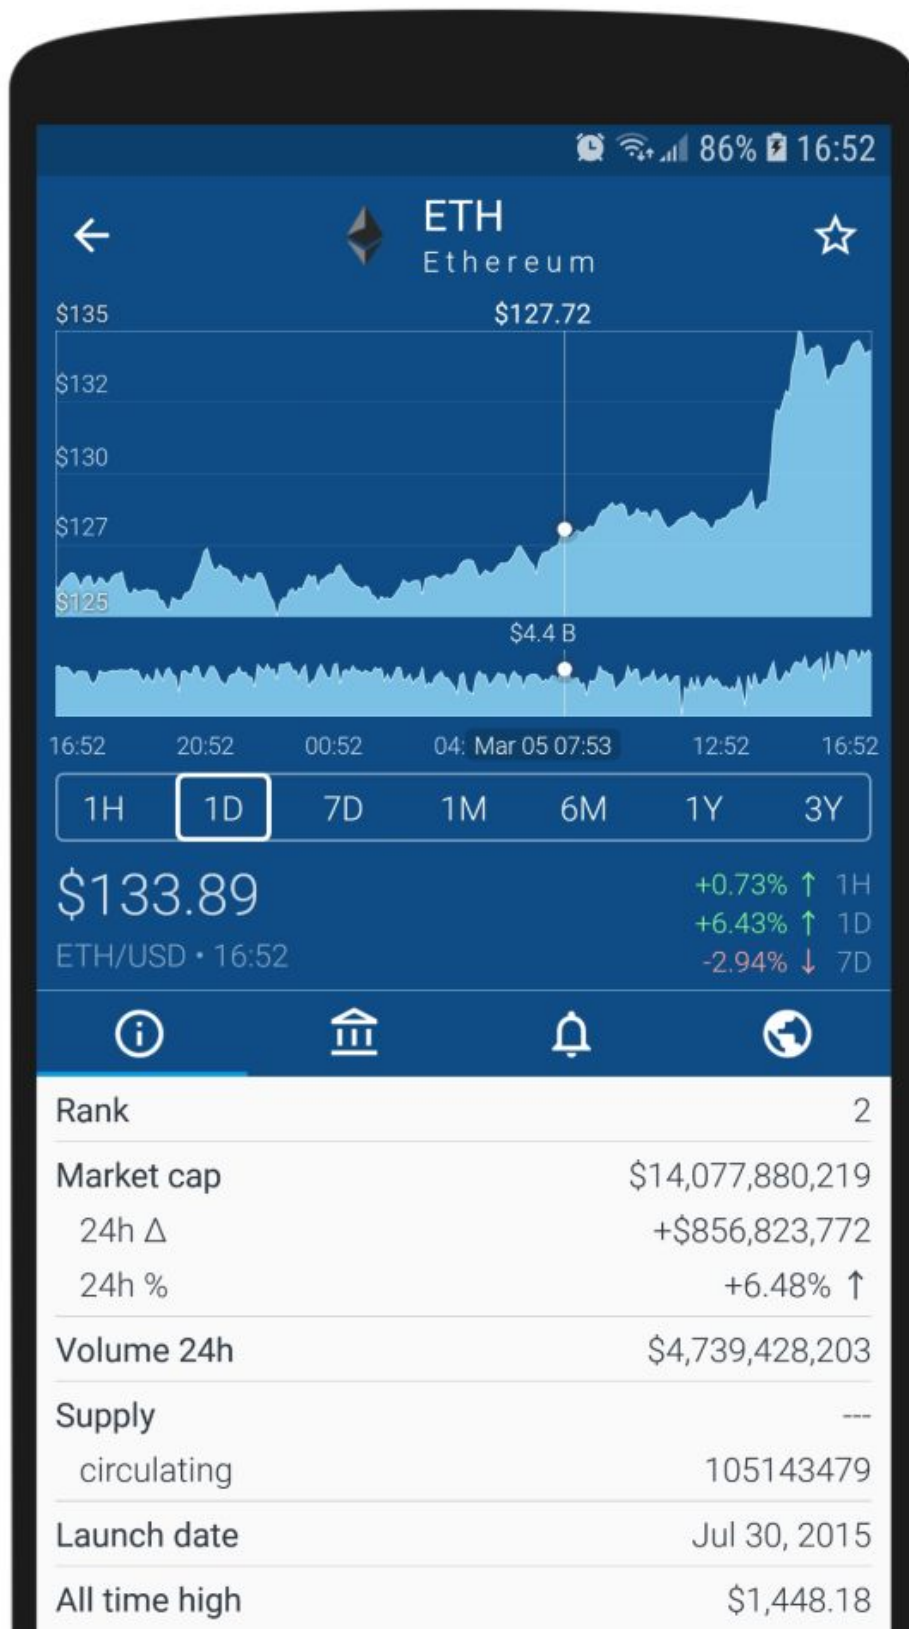 86% 16:52
ETH
Ethereum
$135
$127.72
$132
$130
$127
$125
$4.4 B
16:52 20:52 00:52 04: Mar 05 07:53 12:52 16:52
1H 1D 7D 1M 6M 1Y 3Y
$133.89
+0.73% ↑ 1H
+6.43% ↑ 1D
ETH/USD • 16:52
-2.94% ↓ 7D
Rank 2
Market cap $14,077,880,219
24h Δ +$856,823,772
24h % +6.48% ↑
Volume 24h $4,739,428,203
Supply ---
circulating 105143479
Launch date Jul 30, 2015
All time high $1,448.18